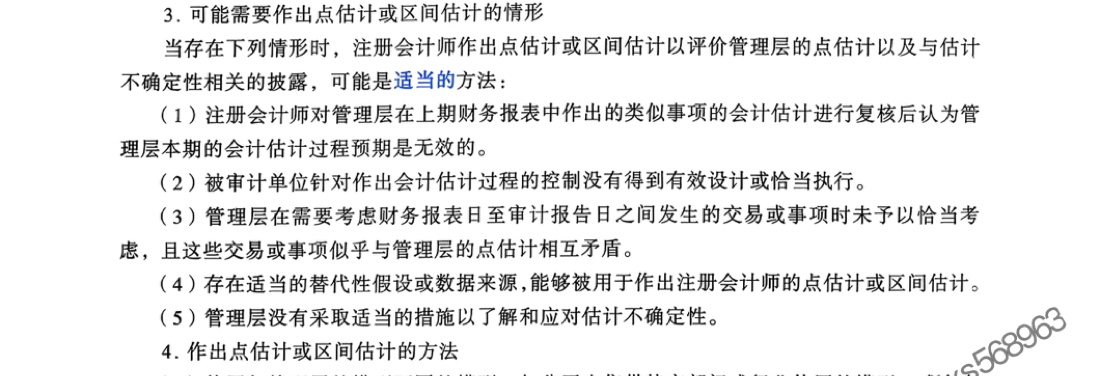 3. 可能需要作出点估计或区间估计的情形
当存在下列情形时，注册会计师作出点估计或区间估计以评价管理层的点估计以及与估计
不确定性相关的披露，可能是适当的方法：
（1）注册会计师对管理层在上期财务报表中作出的类似事项的会计估计进行复核后认为管
理层本期的会计估计过程预期是无效的。
（2）被审计单位针对作出会计估计过程的控制没有得到有效设计或恰当执行。
（3）管理层在需要考虑财务报表日至审计报告日之间发生的交易或事项时未予以恰当考
虑，且这些交易或事项似乎与管理层的点估计相互矛盾。
（4）存在适当的替代性假设或数据来源，能够被用于作出注册会计师的点估计或区间估计。
（5）管理层没有采取适当的措施以了解和应对估计不确定性。
4. 作出点估计或区间估计的方法
568963